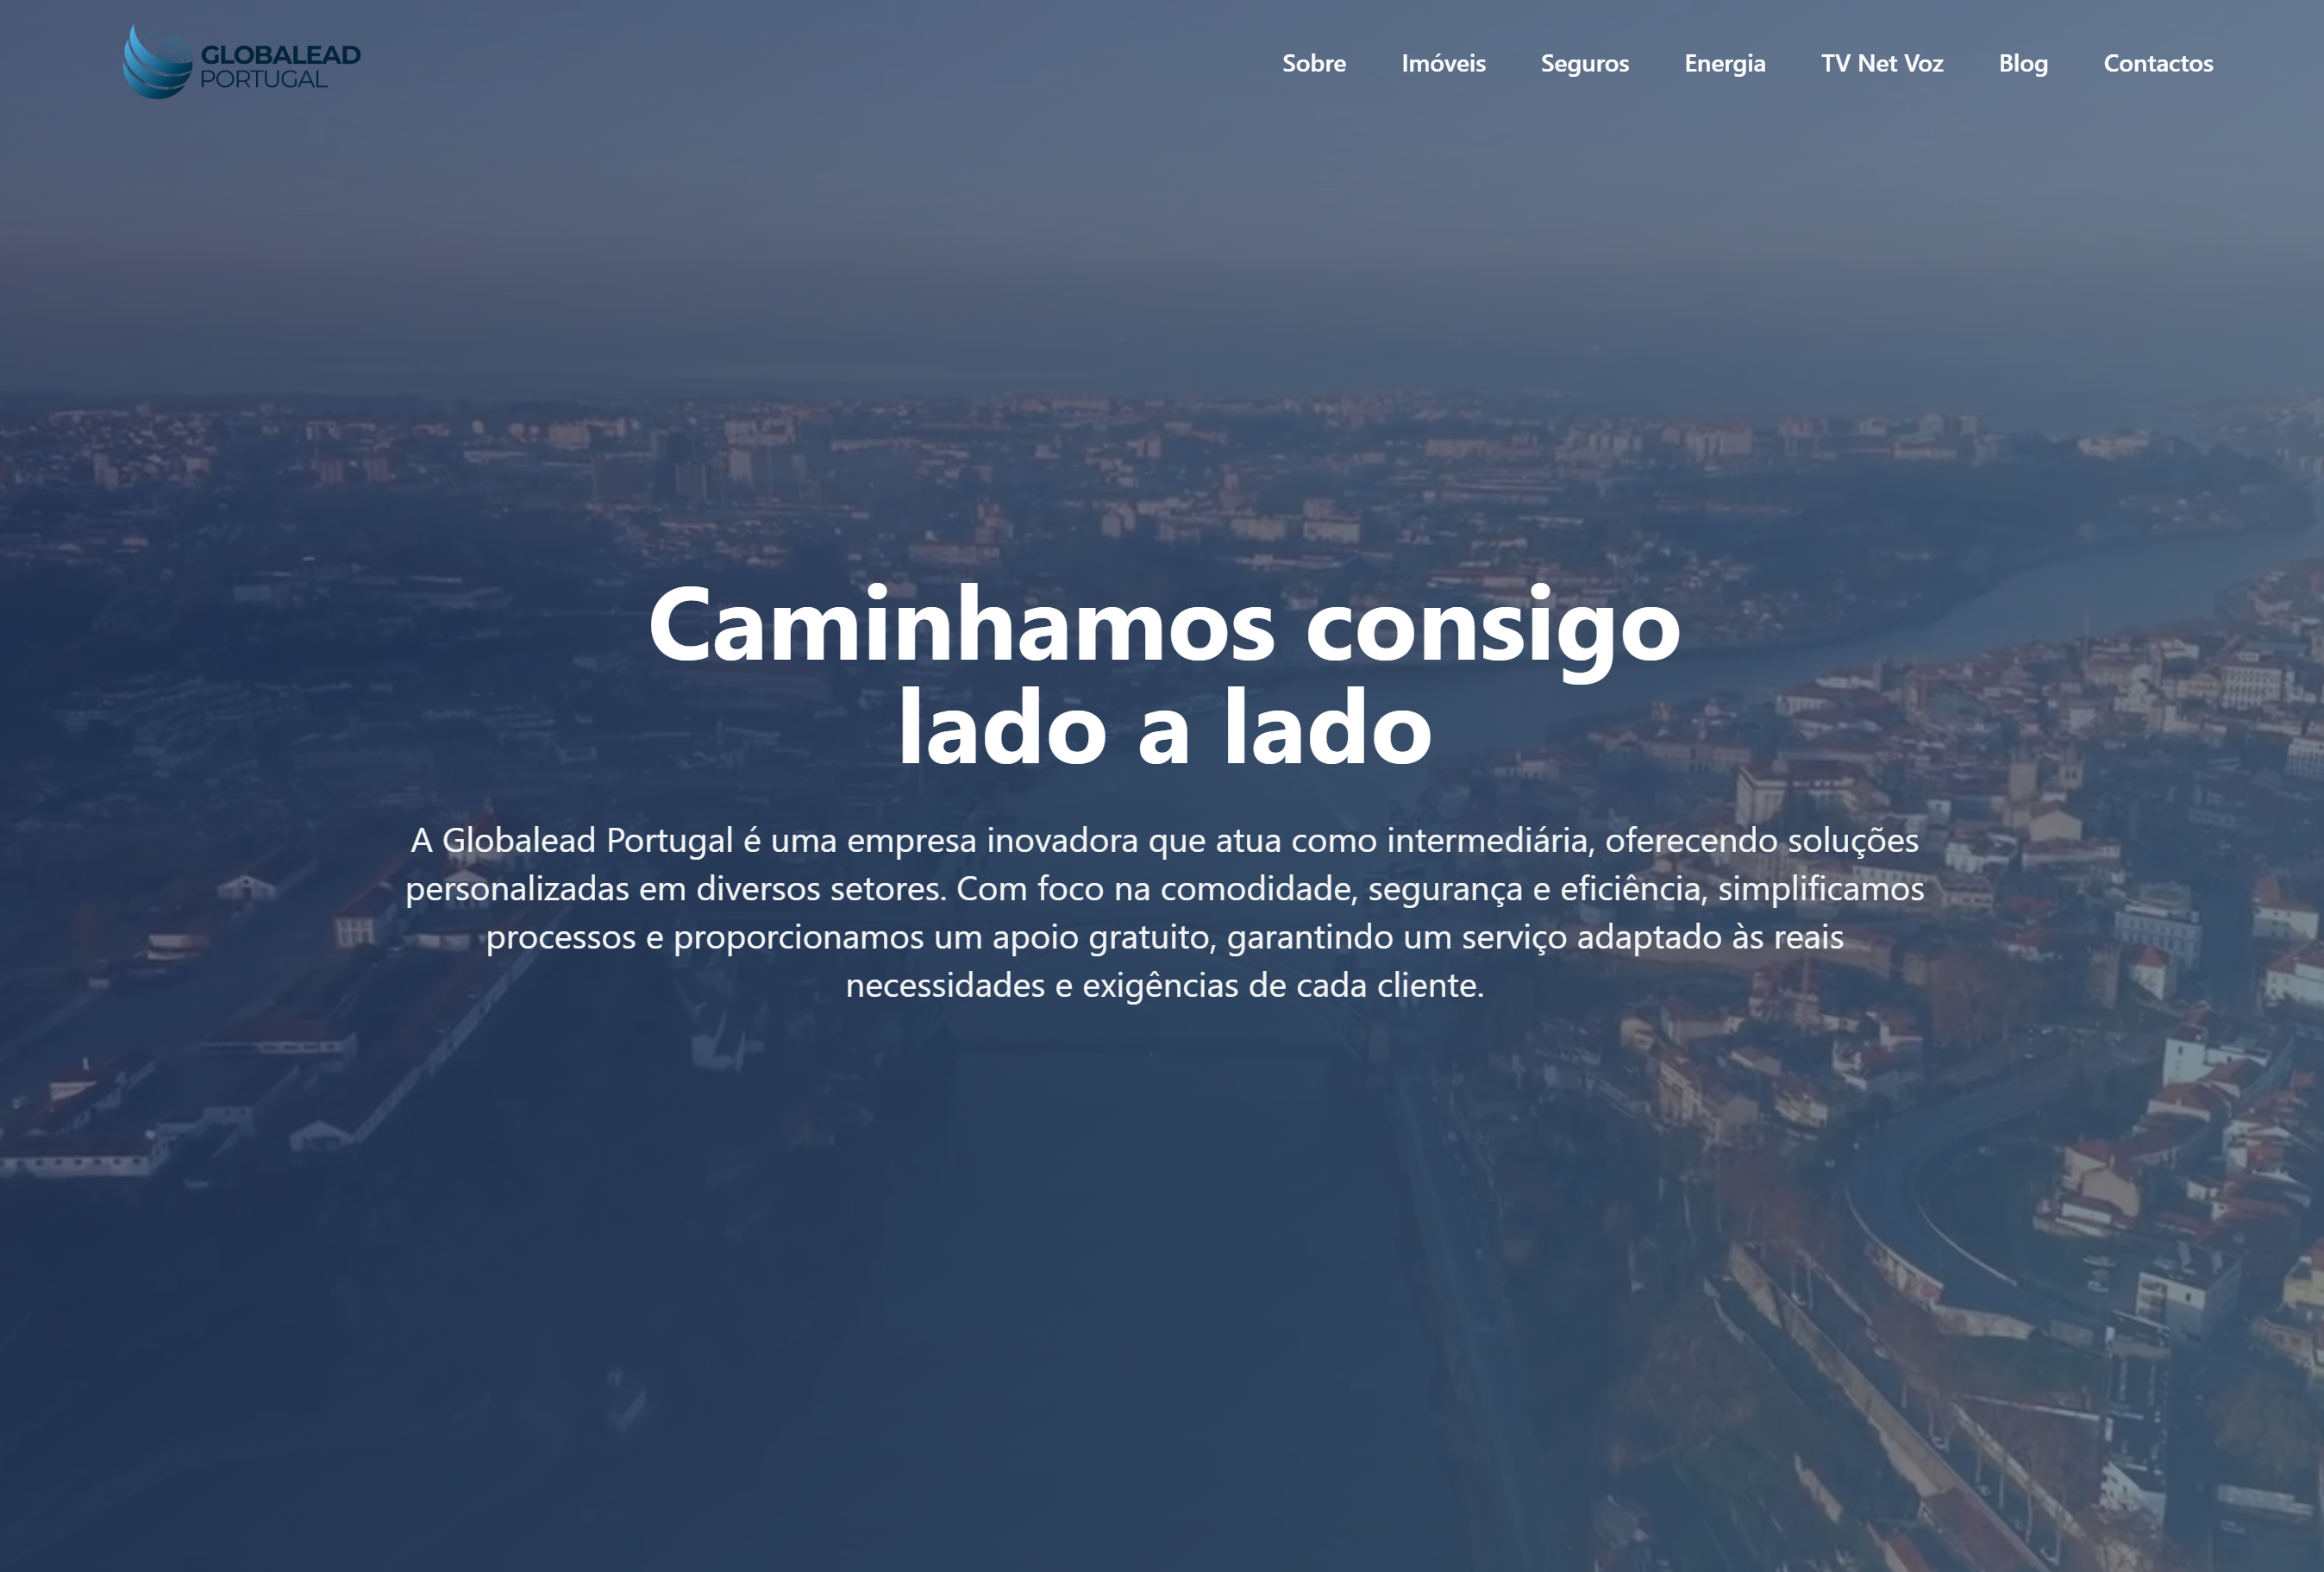 GLOBALEAD
PORTUGAL
Sobre Imóveis Seguros Energia TV Net Voz Blog Contactos
Caminhamos consigo
lado a lado
A Globalead Portugal é uma empresa inovadora que atua como intermediária, oferecendo soluções
personalizadas em diversos setores. Com foco na comodidade, segurança e eficiência, simplificamos
processos e proporcionamos um apoio gratuito, garantindo um serviço adaptado às reais
necessidades e exigências de cada cliente.